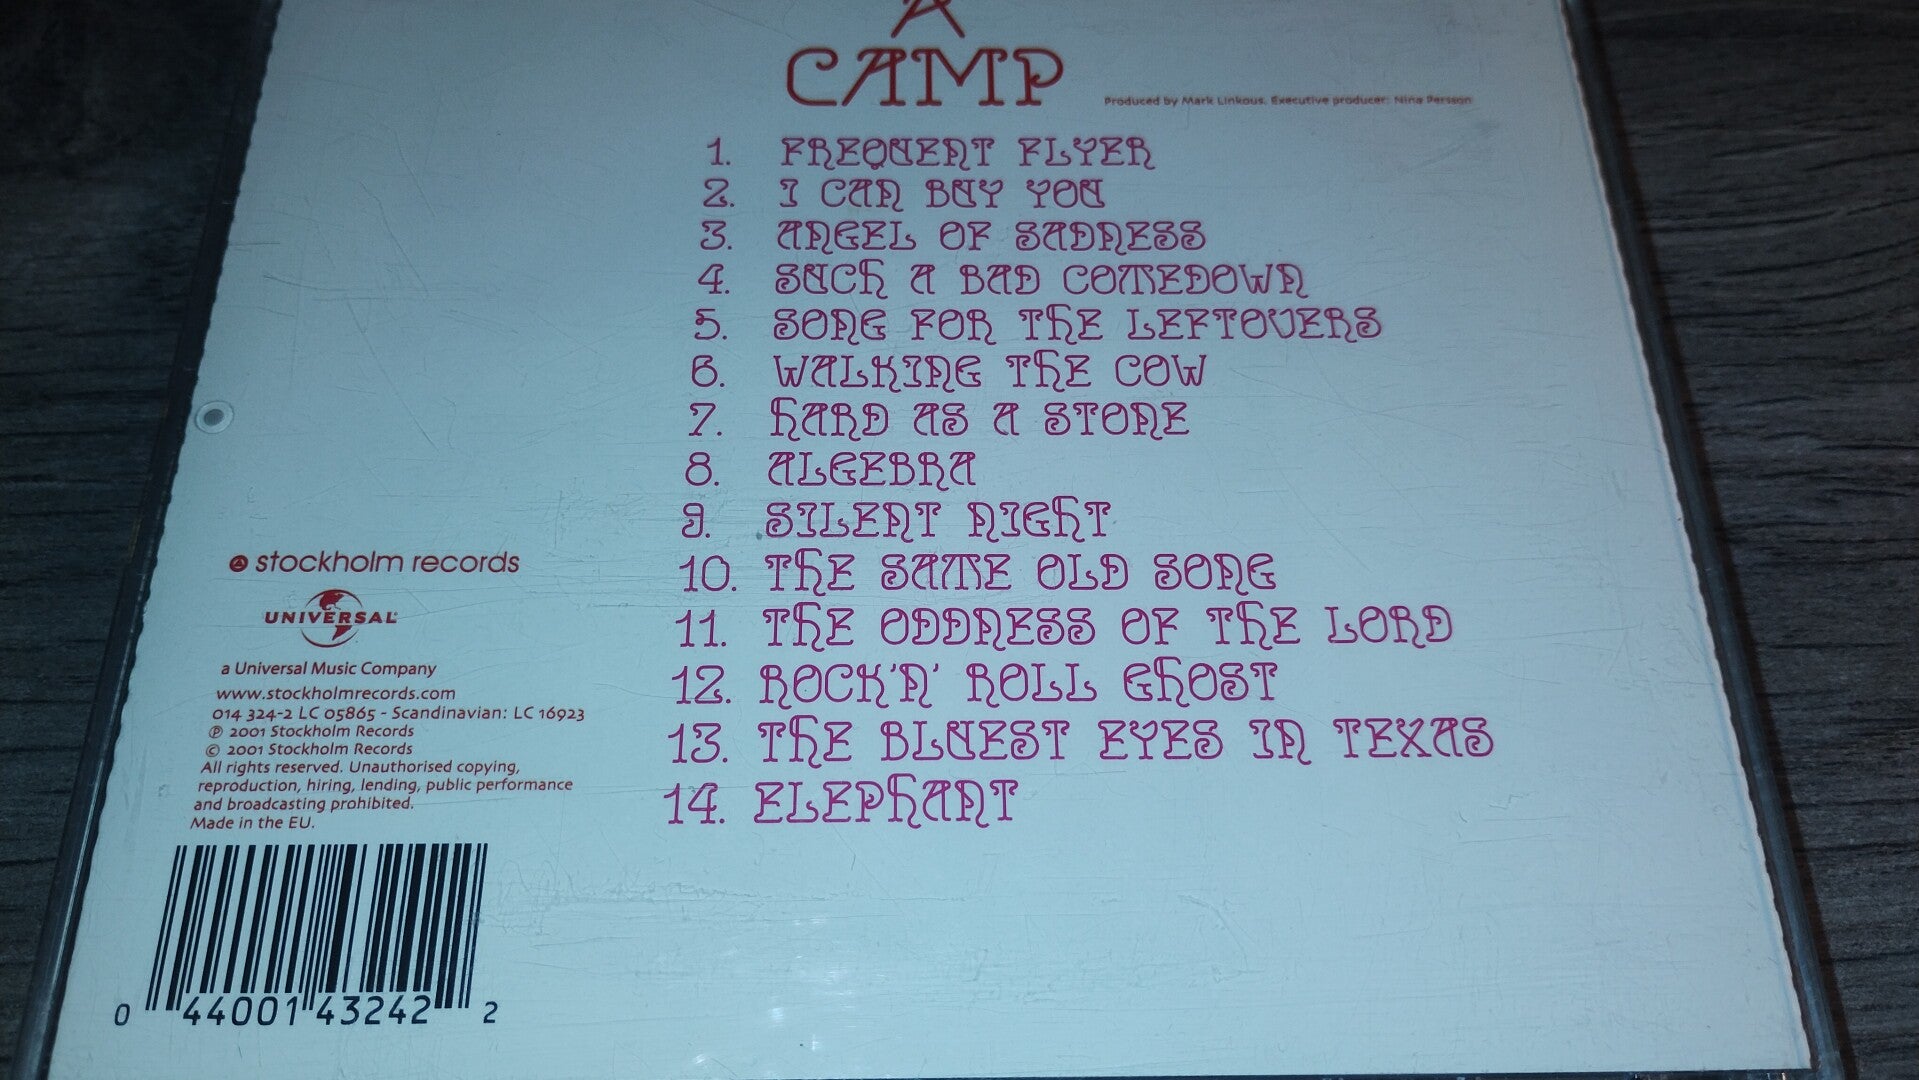 A
CAMP
Produced by Mark Linkous. Executive producer: Nina Persson
1. FREQUENT FLYER
2. I CAN BUY YOU
3. ANGEL OF SADNESS
4. SUCH A BAD COMEDOWN
5. SONG FOR THE LEFTOVERS
6. WALKING THE COW
7. HARD AS A STONE
8. ALGEBRA
9. SILENT NIGHT
10. THE SAME OLD SONG
11. THE ODDNESS OF THE LORD
12. ROCK'N' ROLL GHOST
13. THE BLUEST EYES IN TEXAS
14. ELEPHANT
stockholm records
UNIVERSAL
a Universal Music Company
www.stockholmrecords.com
014 324-2 LC 05865 - Scandinavian: LC 16923
℗ 2001 Stockholm Records
© 2001 Stockholm Records
All rights reserved. Unauthorised copying,
reproduction, hiring, lending, public performance
and broadcasting prohibited.
Made in the EU.
0 44001 43242 2